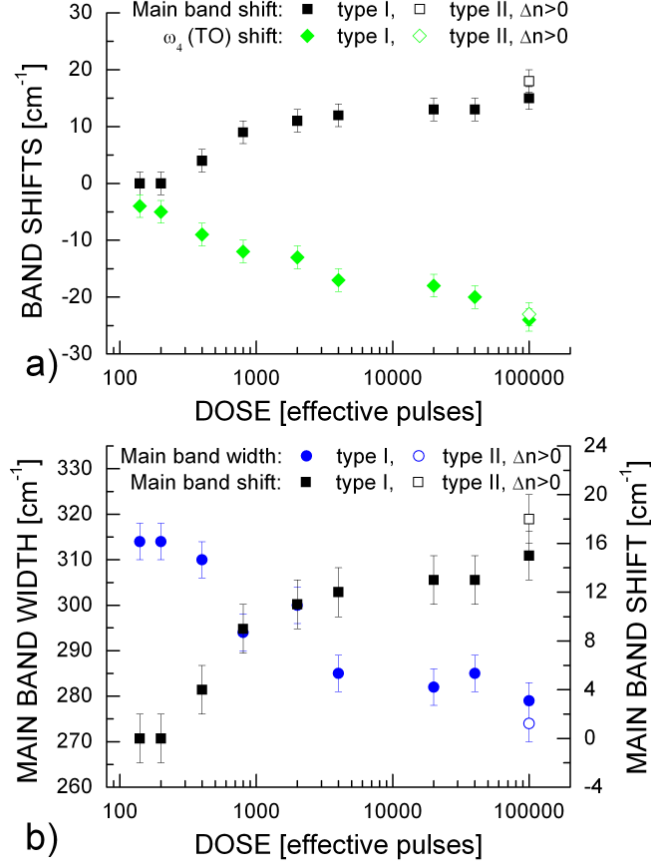 Main band shift: type I, type II, Δn>0
ω4 (TO) shift: type I, type II, Δn>0
20
10
0
-10
-20
-30
BAND SHIFTS [cm-1]
a)
100 1000 10000 100000
DOSE [effective pulses]
Main band width: type I, type II, Δn>0
Main band shift: type I, type II, Δn>0
330
320
310
300
290
280
270
260
MAIN BAND WIDTH [cm-1]
24
20
16
12
8
4
0
-4
MAIN BAND SHIFT [cm-1]
b)
100 1000 10000 100000
DOSE [effective pulses]